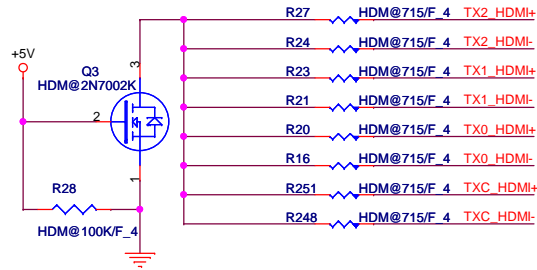 R27 HDM@715/F_4 TX2_HDMI+
+5V
R24 HDM@715/F_4 TX2_HDMI-
3
Q3
R23 HDM@715/F_4 TX1_HDMI+
HDM@2N7002K
R21 HDM@715/F_4 TX1_HDMI-
2
R20 HDM@715/F_4 TX0_HDMI+
R16 HDM@715/F_4 TX0_HDMI-
1
R28
R251 HDM@715/F_4 TXC_HDMI+
R248 HDM@715/F_4 TXC_HDMI-
HDM@100K/F_4